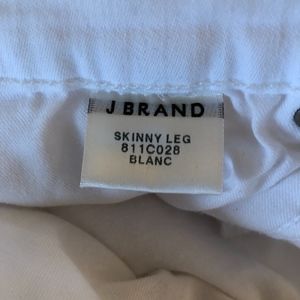 J BRAND
SKINNY LEG
811C028
BLANC